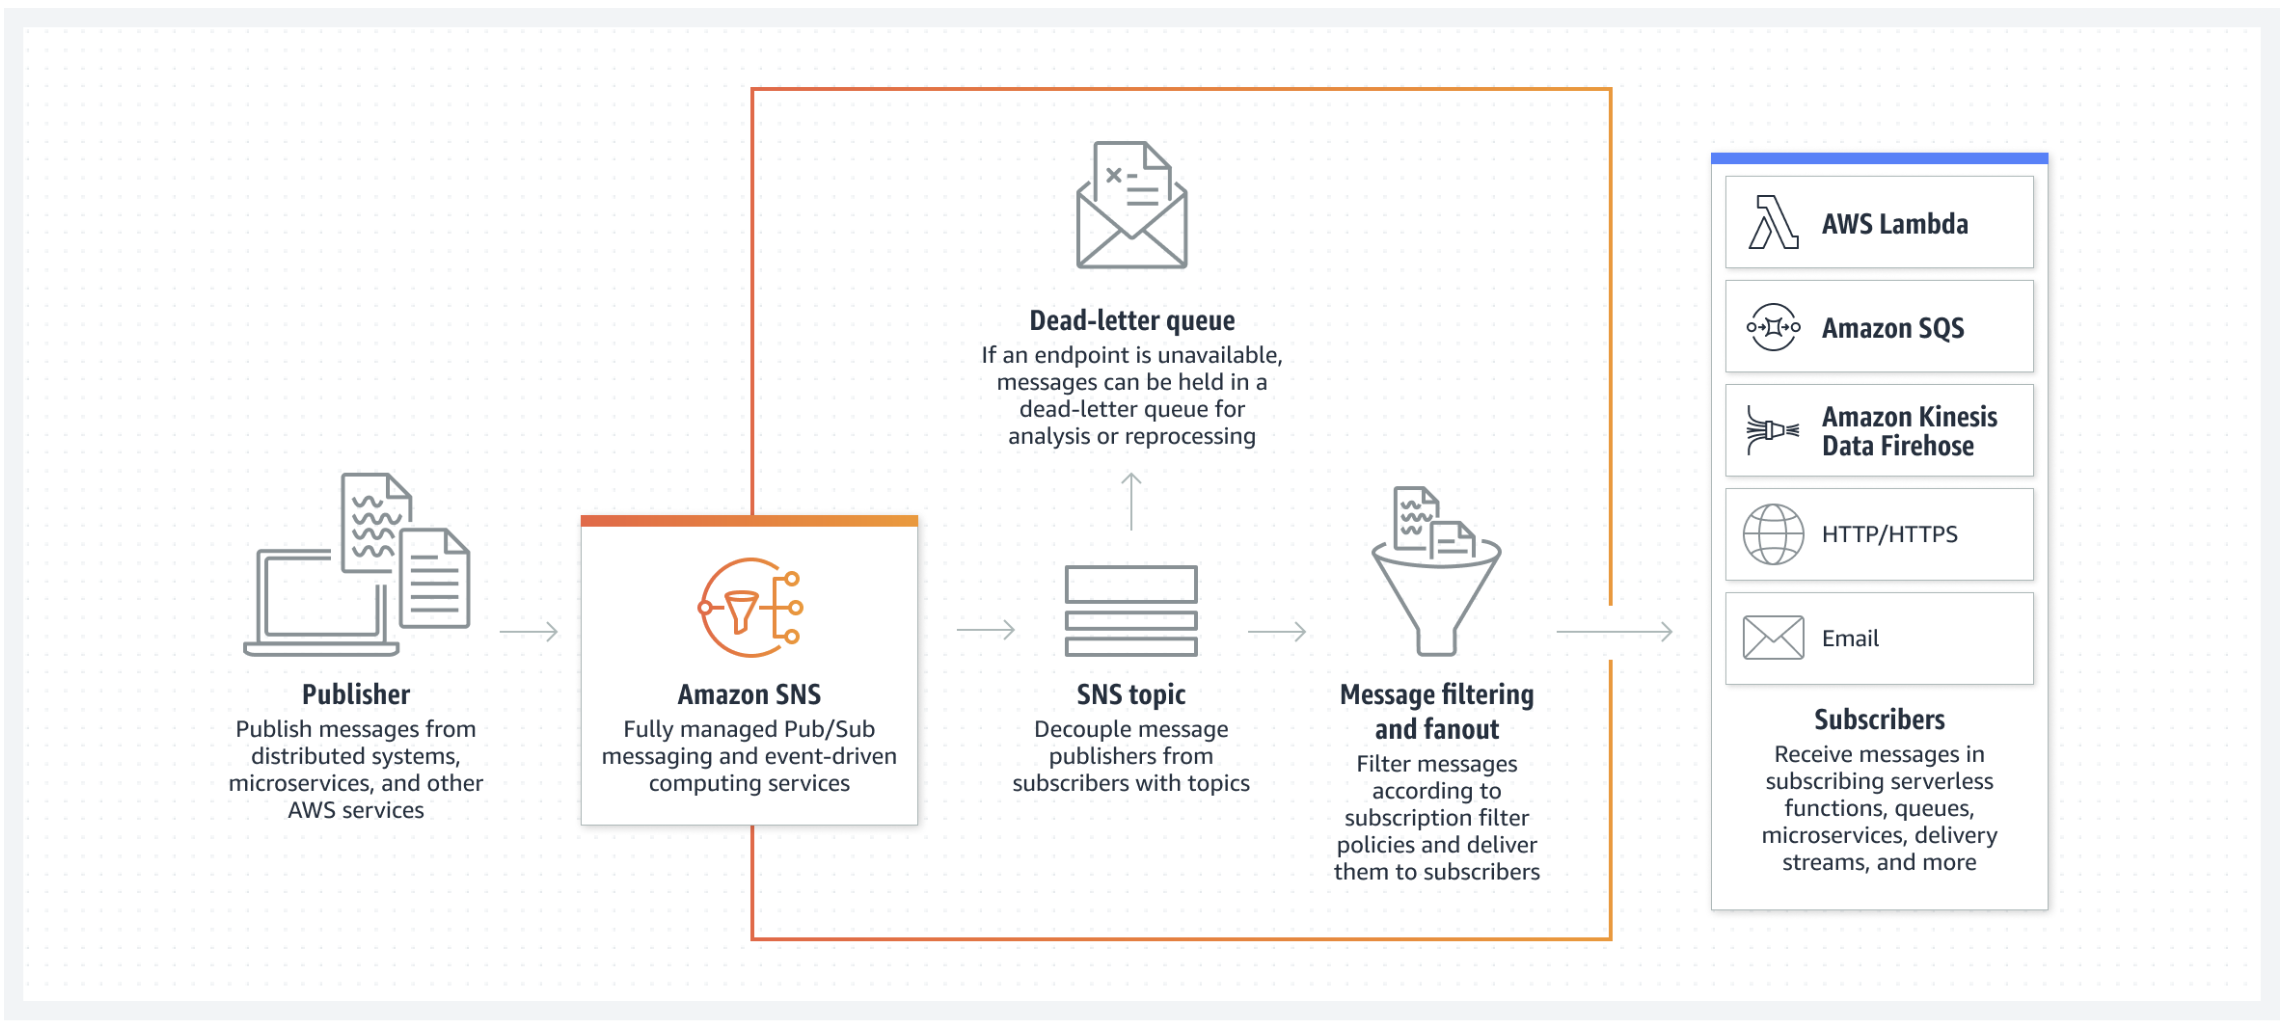 Publisher
Publish messages from
distributed systems,
microservices, and other
AWS services
Amazon SNS
Fully managed Pub/Sub
messaging and event-driven
computing services
Dead-letter queue
If an endpoint is unavailable,
messages can be held in a
dead-letter queue for
analysis or reprocessing
SNS topic
Decouple message
publishers from
subscribers with topics
Message filtering
and fanout
Filter messages
according to
subscription filter
policies and deliver
them to subscribers
AWS Lambda
Amazon SQS
Amazon Kinesis
Data Firehose
HTTP/HTTPS
Email
Subscribers
Receive messages in
subscribing serverless
functions, queues,
microservices, delivery
streams, and more